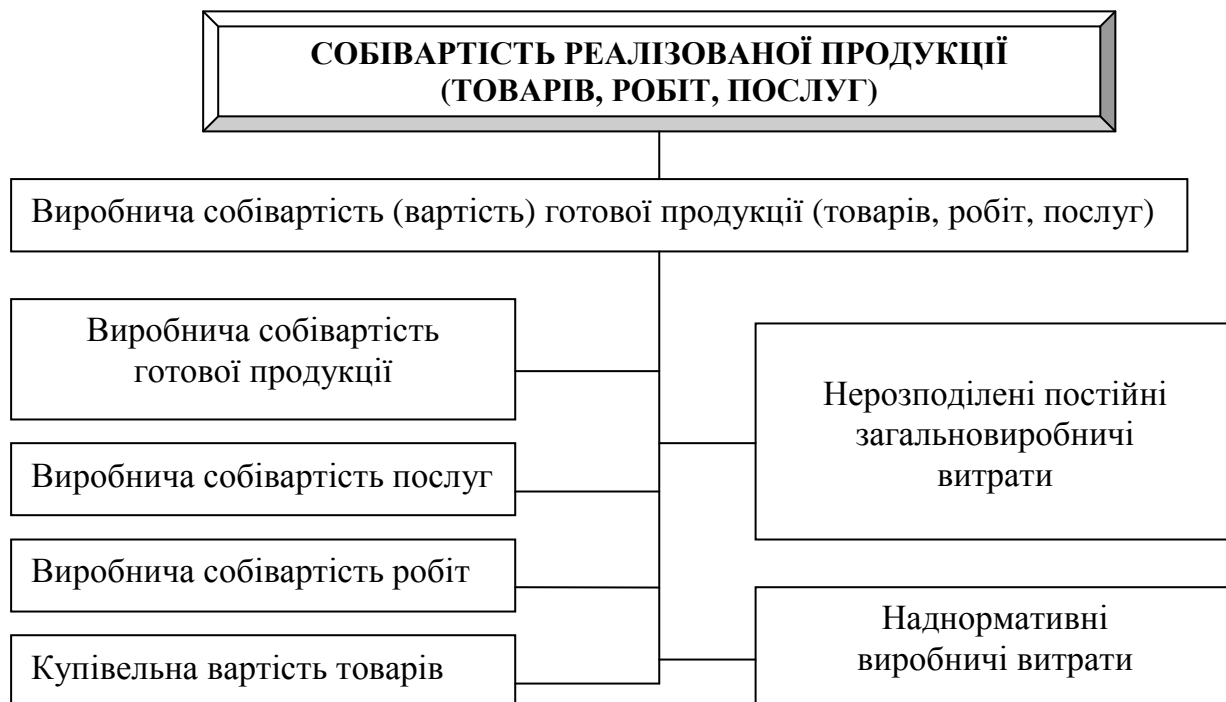 СОБІВАРТІСТЬ РЕАЛІЗОВАНОЇ ПРОДУКЦІЇ
(ТОВАРІВ, РОБІТ, ПОСЛУГ)
Виробнича собівартість (вартість) готової продукції (товарів, робіт, послуг)
Виробнича собівартість
готової продукції
Виробнича собівартість послуг
Виробнича собівартість робіт
Купівельна вартість товарів
Нерозподілені постійні
загальновиробничі
витрати
Наднормативні
виробничі витрати